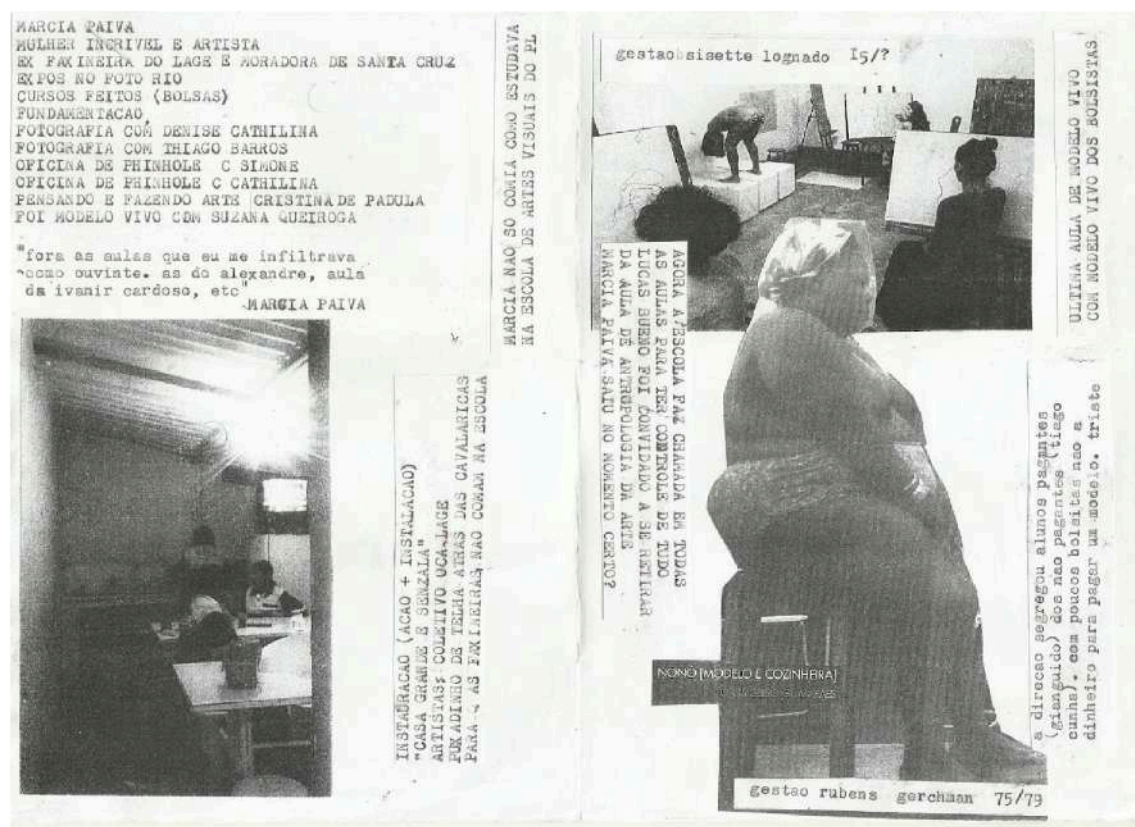 MARCIA PAIVA
MULHER INCRIVEL E ARTISTA
EX FAXINEIRA DO LAGE E MORADORA DE SANTA CRUZ
EXPOS NO FOTO RIO
CURSOS FEITOS (BOLSAS)
FUNDAMENTACAO
FOTOGRAFIA COM DENISE CATHILINA
FOTOGRAFIA COM THIAGO BARROS
OFICINA DE PHINHOLE C SIMONE
OFICINA DE PHINHOLE C CATHILINA
PENSANDO E FAZENDO ARTE CRISTINA DE PADULA
FOI MODELO VIVO COM SUZANA QUEIROGA
"fora as aulas que eu me infiltrava
como ouvinte. as do alexandre, aula
da ivanir cardoso, etc"
MARCIA PAIVA
MARCIA NAO SO COMIA COMO ESTUDAVA
NA ESCOLA DE ARTES VISUAIS DO PL
INSTAURACAO (ACAO + INSTALACAO)
"CASA GRANDE E SENZALA"
ARTISTAS: COLETIVO UCA-LAGE
PUXADINHO DE TELHA ATRAS DAS CAVALARICAS
PARA AS FAXINEIRAS NAO COMAM NA ESCOLA
gestao sisette lognado 15/?
ULTIMA AULA DE MODELO VIVO
COM MODELO VIVO DOS BOLSISTAS
AGORA A ESCOLA FAZ CHAMADA EM TODAS
AS AULAS PARA TER CONTROLE DE TUDO
LUCAS BUENO FOI CONVIDADO A SE RETIRAR
DA AULA DE ANTROPOLOGIA DA ARTE
MARCIA PAIVA SAIU NO MOMENTO CERTO?
a direcao segregou alunos pagantes
(gianguido) dos nao pagantes (tiago
cunha). com poucos bolsitas nao a
dinheiro para pagar um modelo. triste
NONO [MODELO E COZINHEIRA]
gestao rubens gerchman 75/79